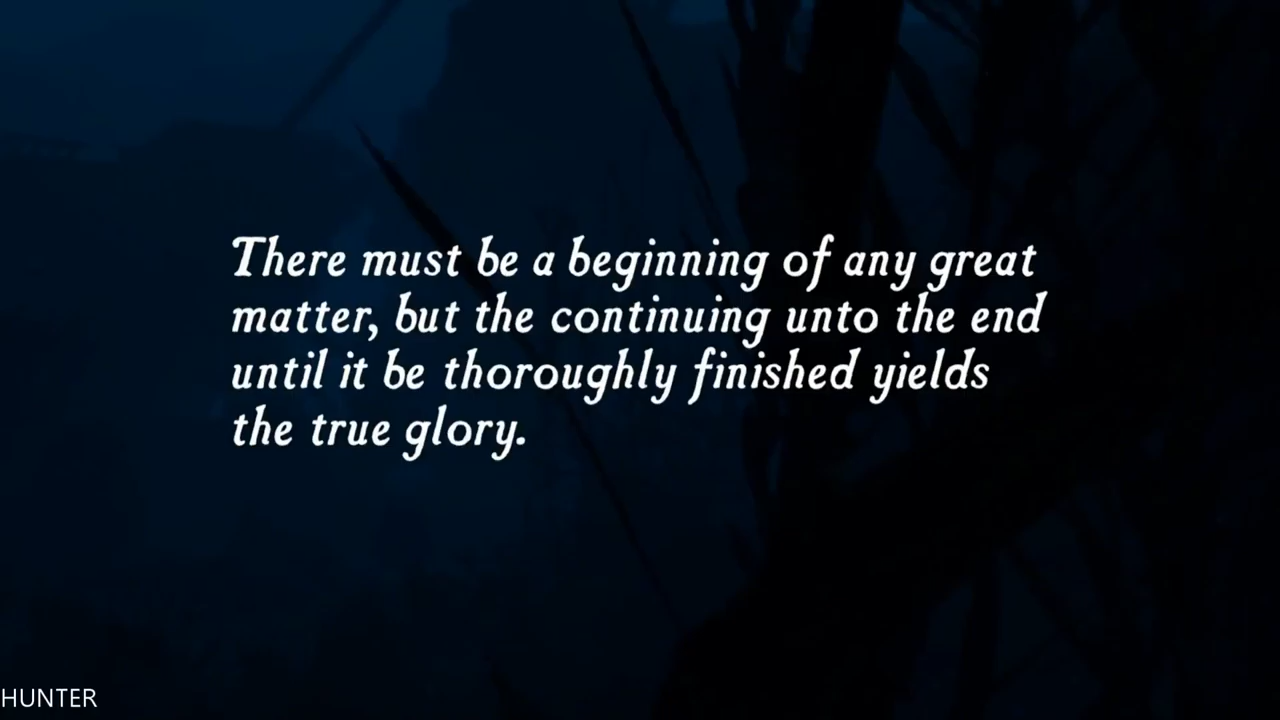 There must be a beginning of any great
matter, but the continuing unto the end
until it be thoroughly finished yields
the true glory.
HUNTER